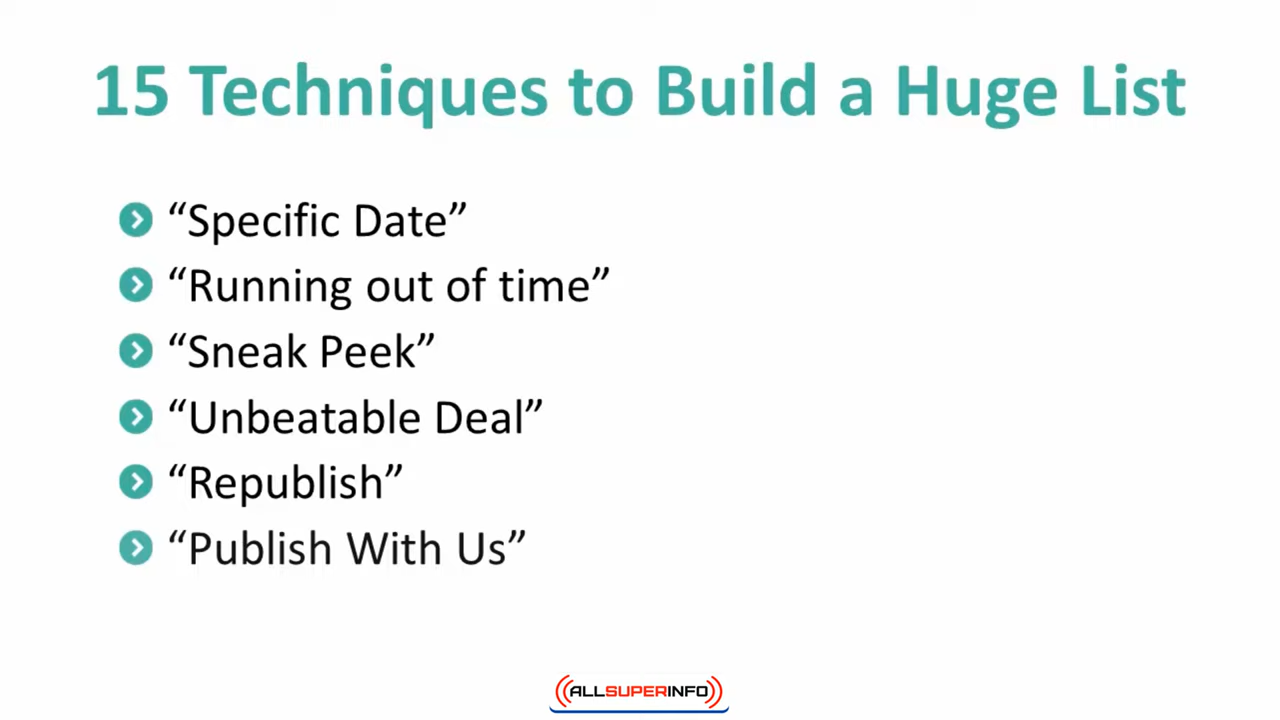 15 Techniques to Build a Huge List
“Specific Date”
“Running out of time”
“Sneak Peek”
“Unbeatable Deal”
“Republish”
“Publish With Us”
ALLSUPERINFO